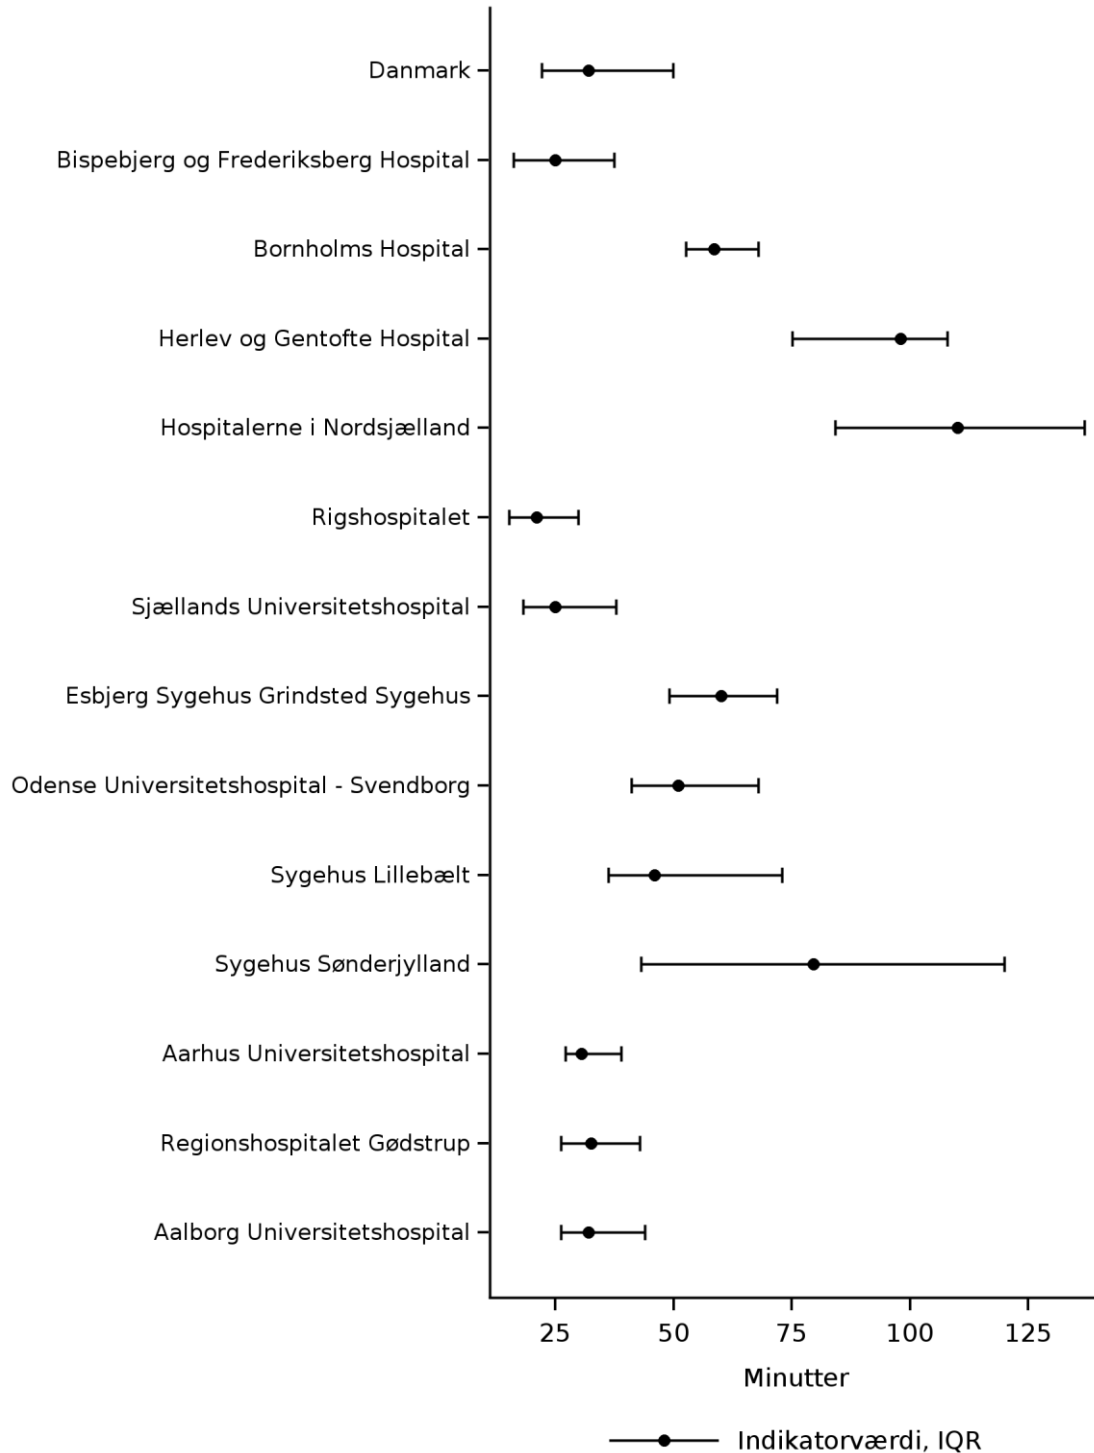 Danmark
Bispebjerg og Frederiksberg Hospital
Bornholms Hospital
Herlev og Gentofte Hospital
Hospitalerne i Nordsjælland
Rigshospitalet
Sjællands Universitetshospital
Esbjerg Sygehus Grindsted Sygehus
Odense Universitetshospital - Svendborg
Sygehus Lillebælt
Sygehus Sønderjylland
Aarhus Universitetshospital
Regionshospitalet Gødstrup
Aalborg Universitetshospital
25 50 75 100 125
Minutter
Indikatorværdi, IQR